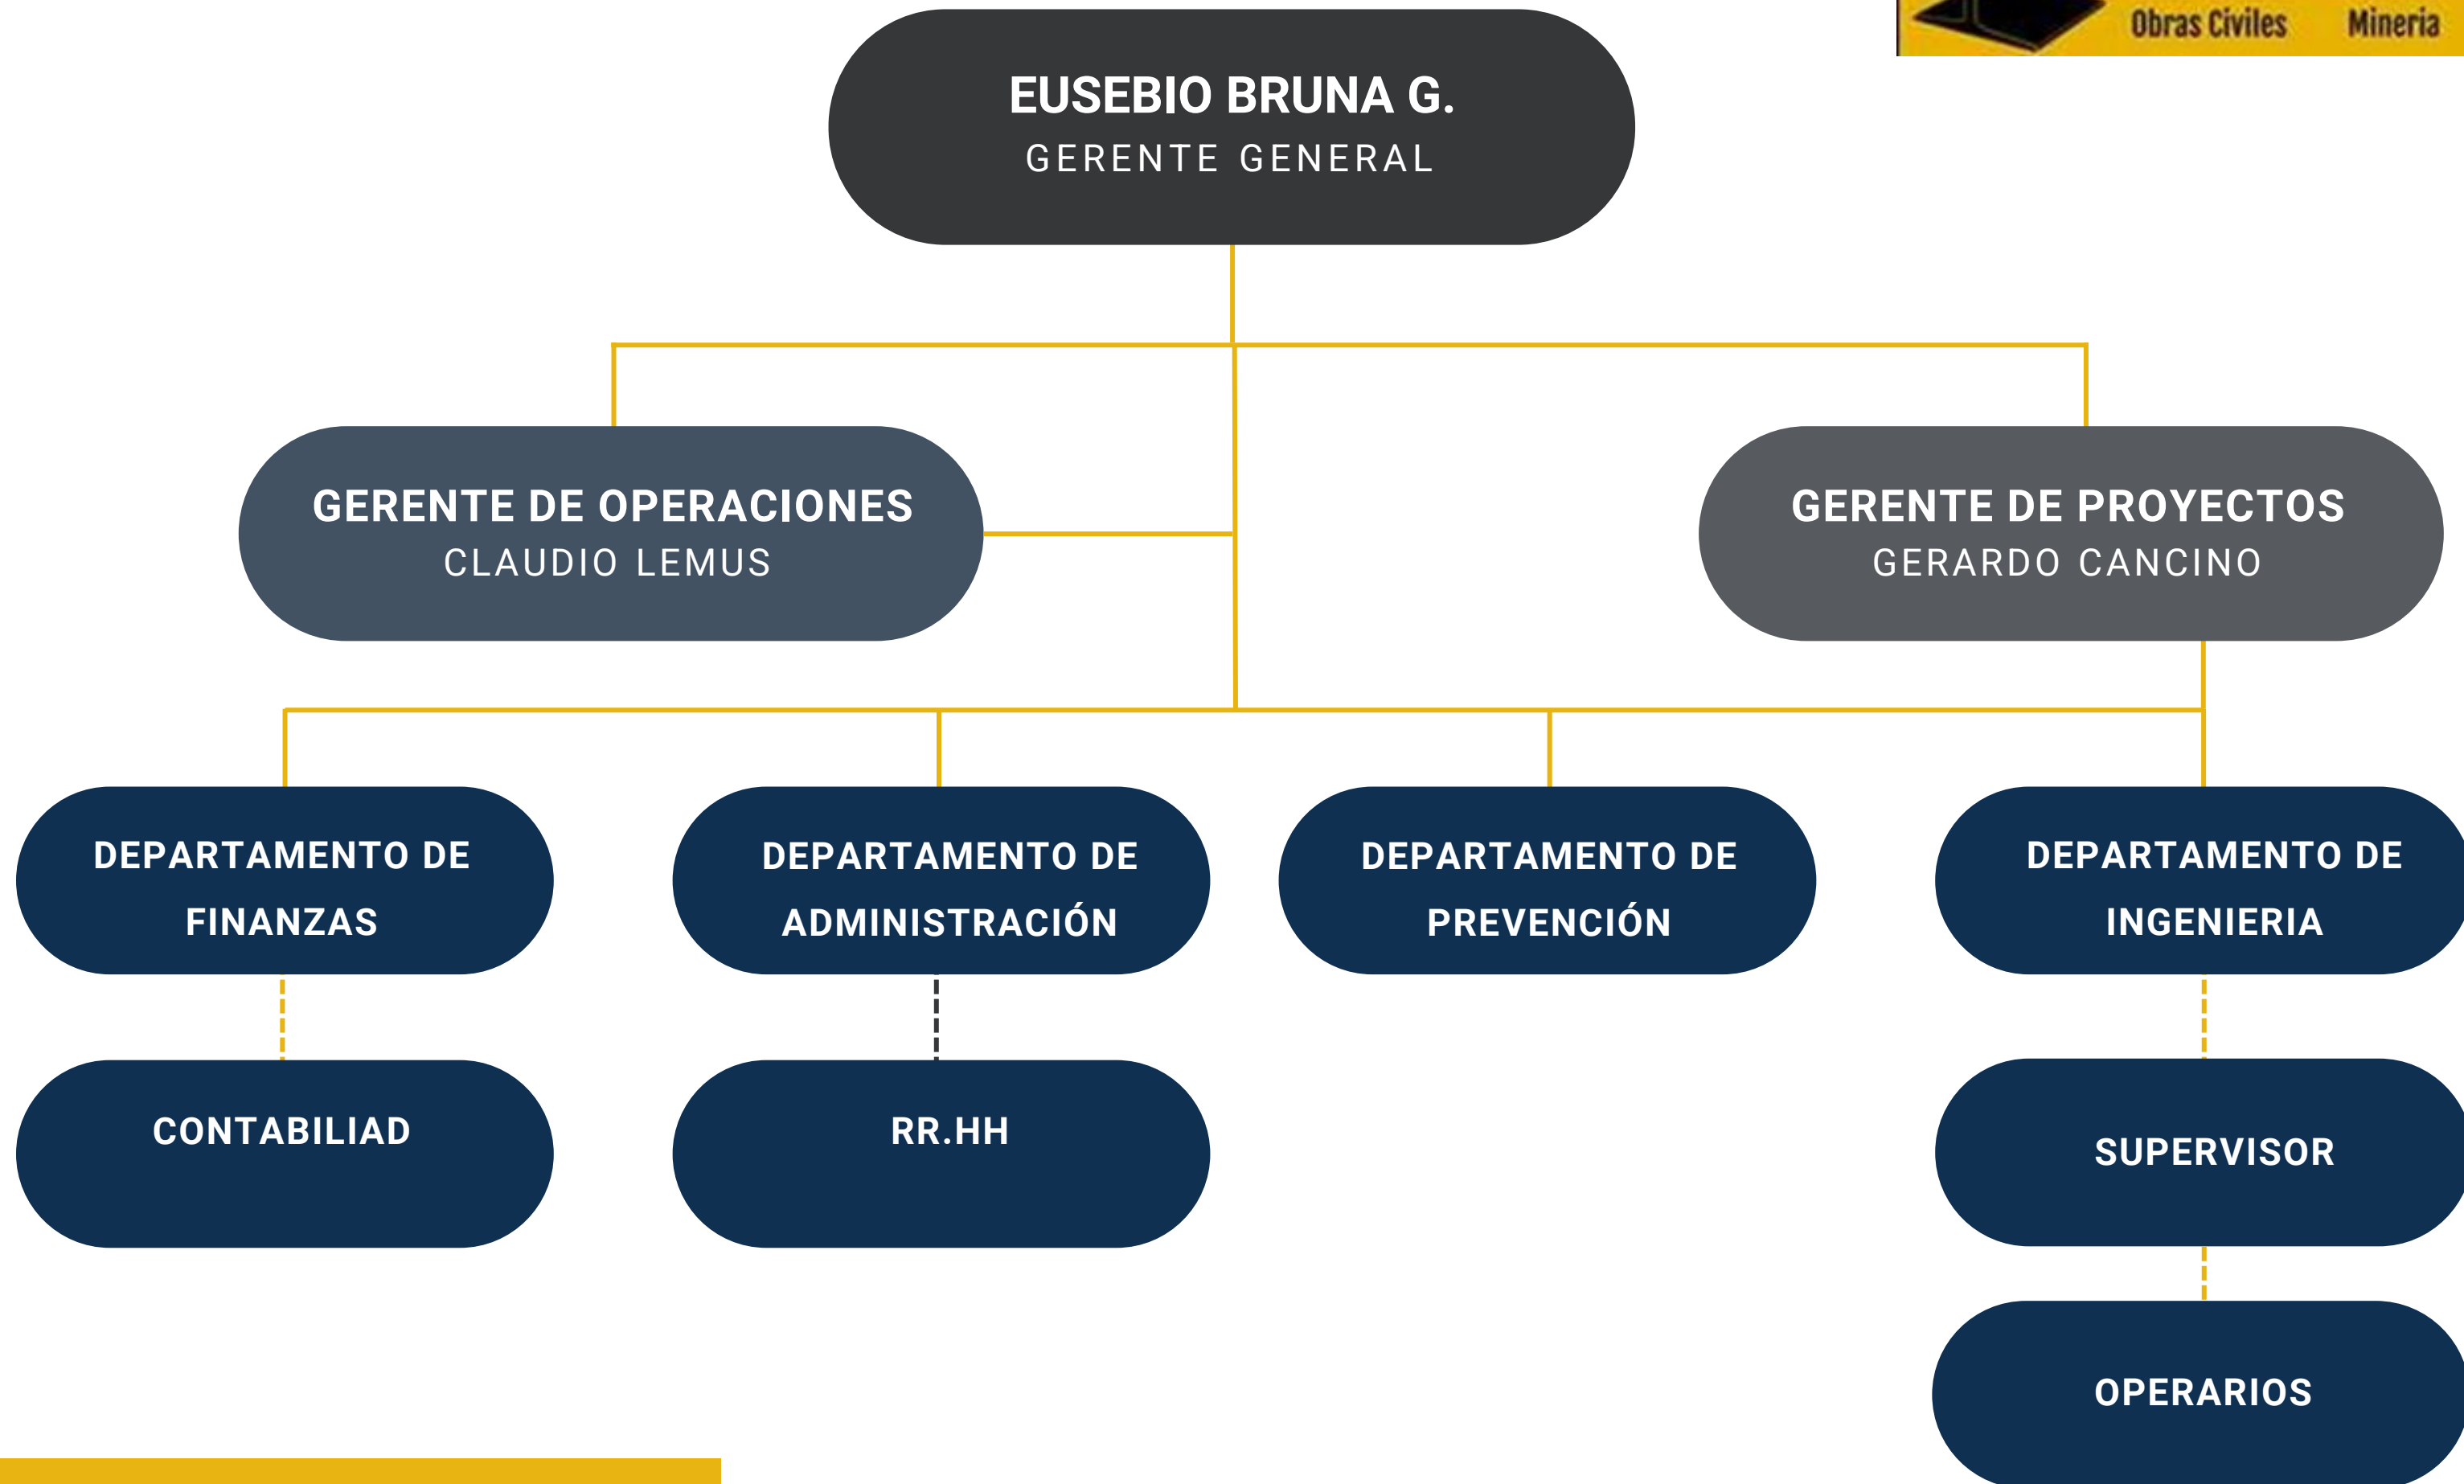 Obras Civiles Mineria
EUSEBIO BRUNA G.
GERENTE GENERAL
GERENTE DE OPERACIONES
CLAUDIO LEMUS
GERENTE DE PROYECTOS
GERARDO CANCINO
DEPARTAMENTO DE
FINANZAS
DEPARTAMENTO DE
ADMINISTRACIÓN
DEPARTAMENTO DE
PREVENCIÓN
DEPARTAMENTO DE
INGENIERIA
CONTABILIAD
RR.HH
SUPERVISOR
OPERARIOS